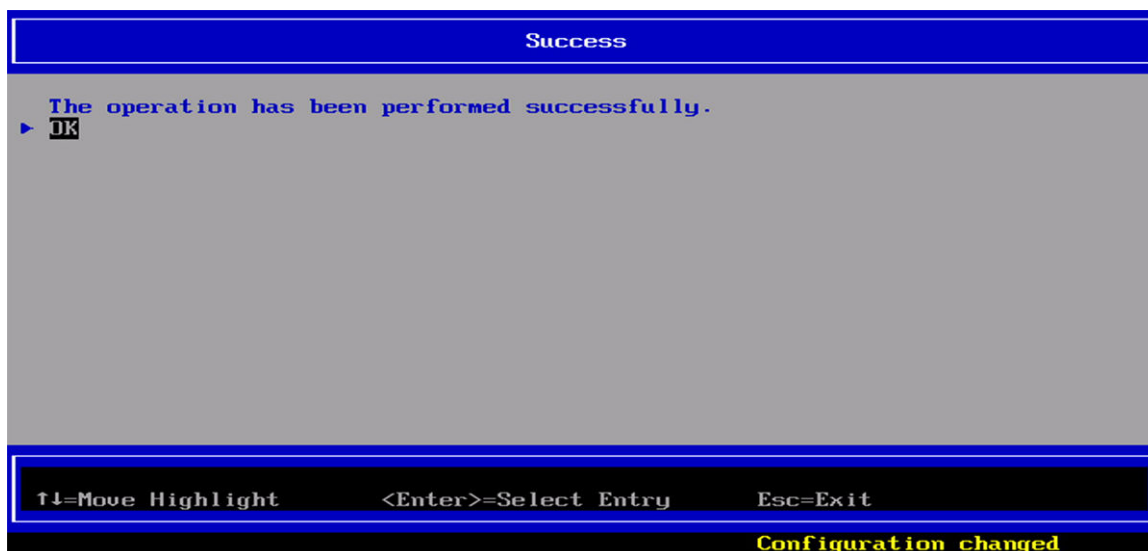 Success
The operation has been performed successfully.
► OK
↑↓=Move Highlight <Enter>=Select Entry Esc=Exit
Configuration changed